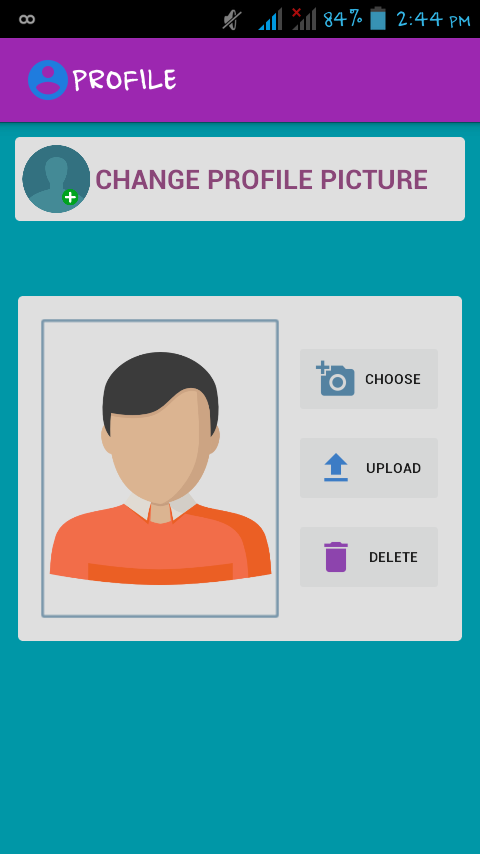 84% 2:44 PM
PROFILE
CHANGE PROFILE PICTURE
CHOOSE
UPLOAD
DELETE